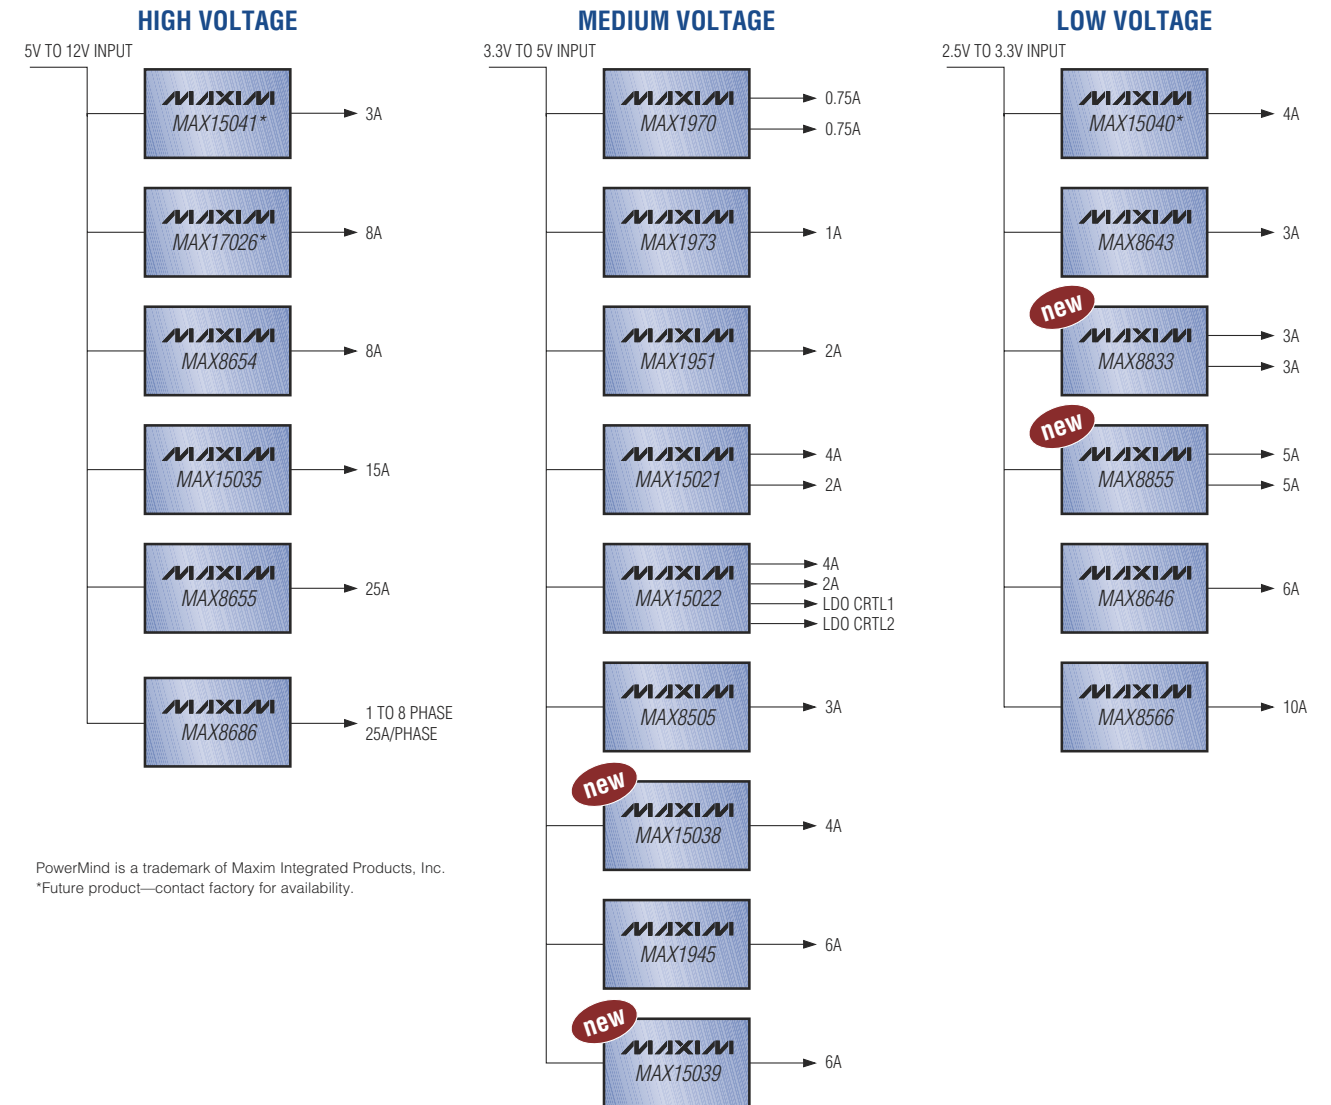 HIGH VOLTAGE
5V TO 12V INPUT
MAXIM
MAX15041*
3A
MAXIM
MAX17026*
8A
MAXIM
MAX8654
8A
MAXIM
MAX15035
15A
MAXIM
MAX8655
25A
MAXIM
MAX8686
1 TO 8 PHASE
25A/PHASE
PowerMind is a trademark of Maxim Integrated Products, Inc.
*Future product—contact factory for availability.
MEDIUM VOLTAGE
3.3V TO 5V INPUT
MAXIM
MAX1970
0.75A
0.75A
MAXIM
MAX1973
1A
MAXIM
MAX1951
2A
MAXIM
MAX15021
4A
2A
MAXIM
MAX15022
4A
2A
LDO CRTL1
LDO CRTL2
MAXIM
MAX8505
3A
new
MAXIM
MAX15038
4A
MAXIM
MAX1945
6A
new
MAXIM
MAX15039
6A
LOW VOLTAGE
2.5V TO 3.3V INPUT
MAXIM
MAX15040*
4A
MAXIM
MAX8643
3A
new
MAXIM
MAX8833
3A
3A
new
MAXIM
MAX8855
5A
5A
MAXIM
MAX8646
6A
MAXIM
MAX8566
10A